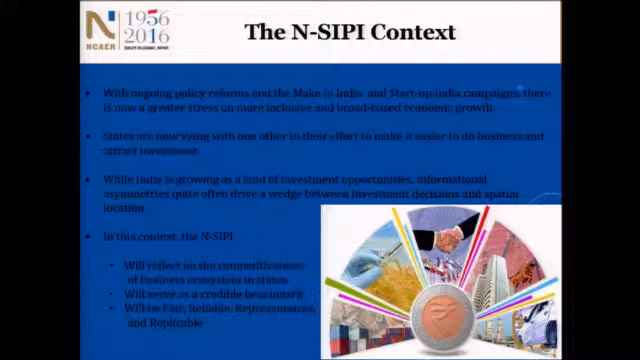 1956
2016
NCAER
The N-SIPI Context
With ongoing policy reforms and the Make in India and Start-up India campaigns, there
is now a greater stress on more inclusive and broad-based economic growth.
States are now vying with one other in their effort to make it easier to do business and
attract investment.
While India is growing as a land of investment opportunities, informational
asymmetries quite often drive a wedge between investment decisions and spatial
location
In this context, the N-SIPI
Will reflect on the competitiveness
of business ecosystem in states
Will serve as a credible benchmark
Will be Fair, Reliable, Representative,
and Replicable